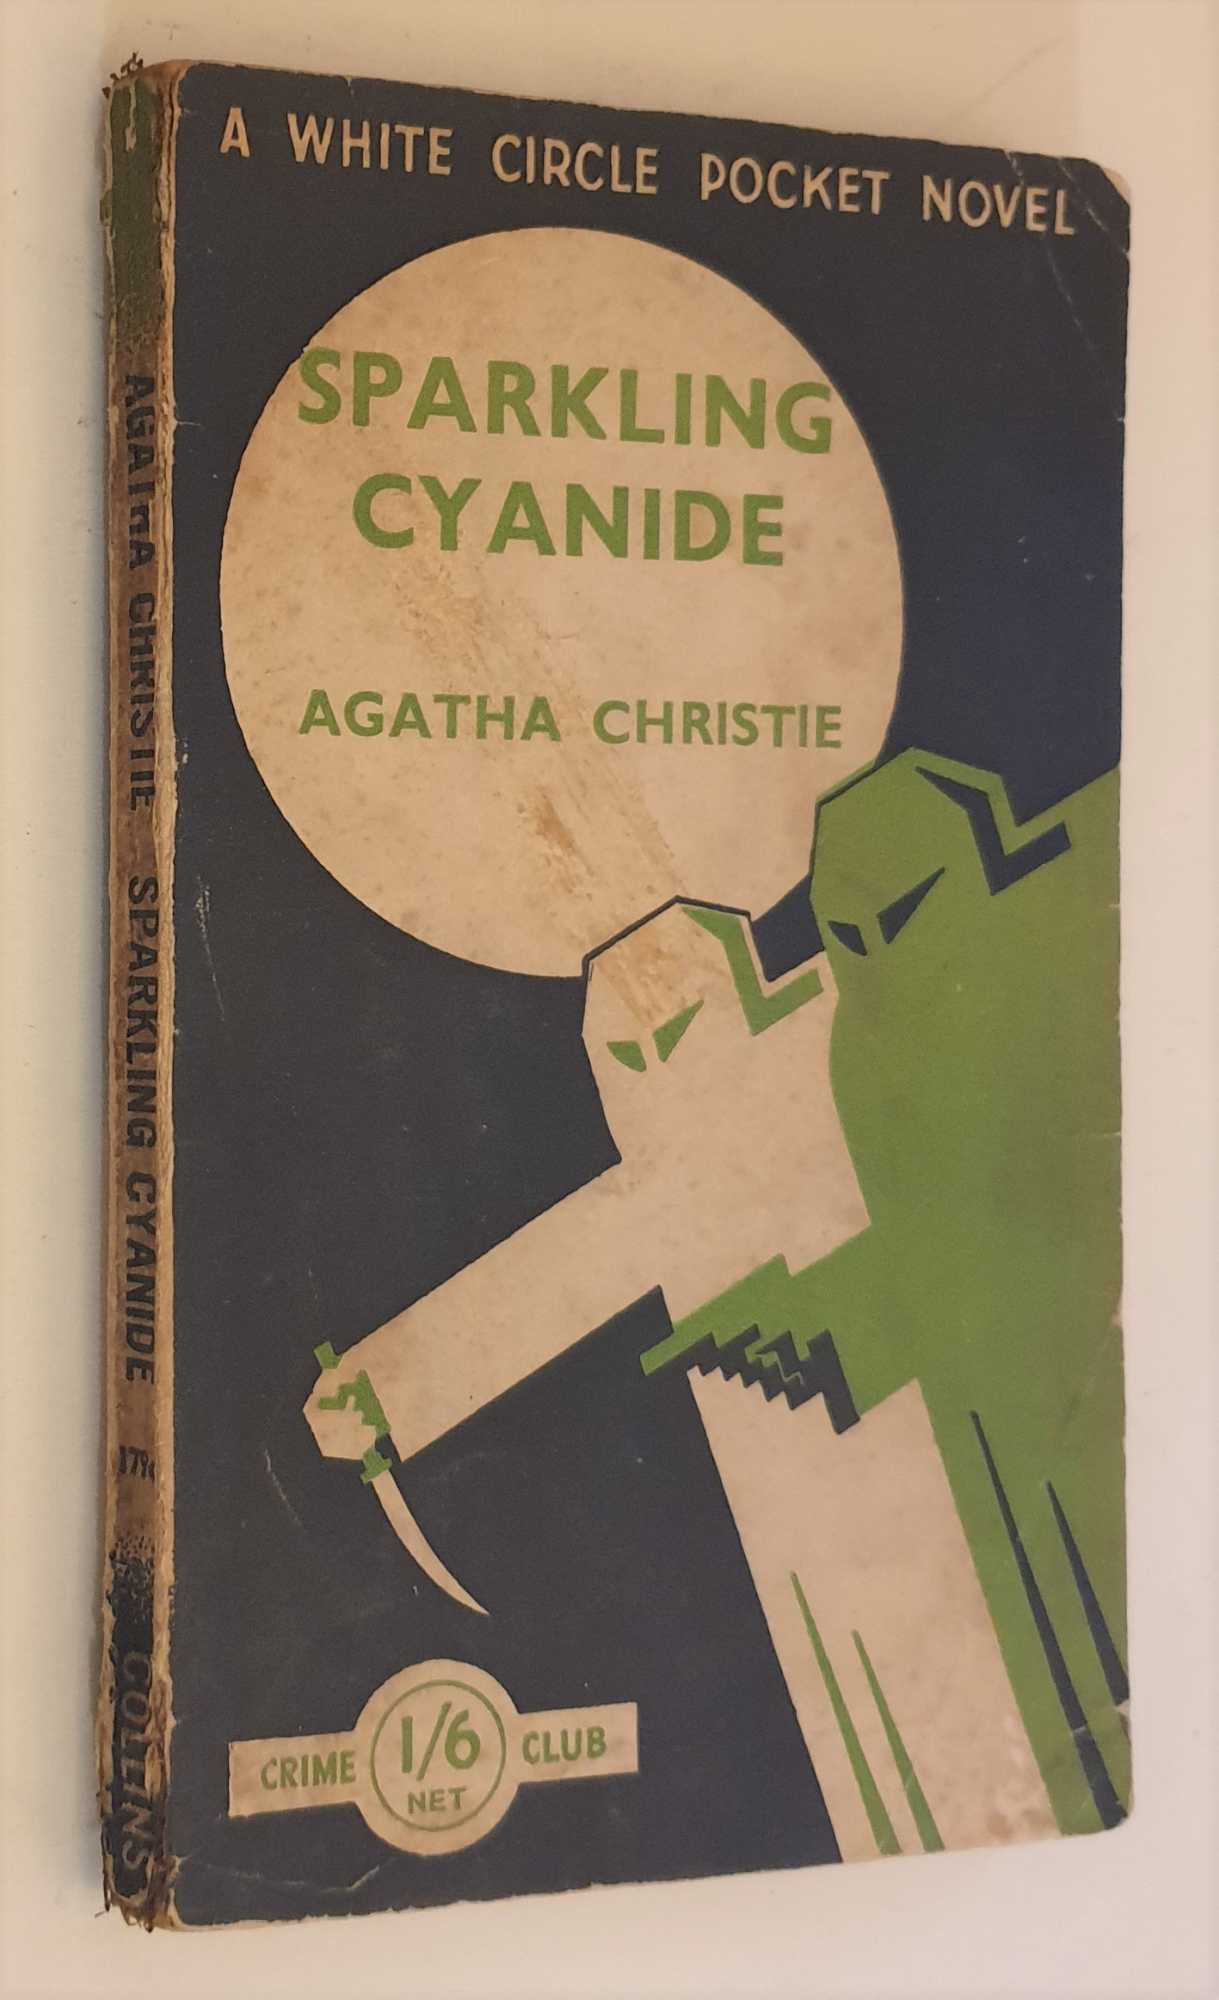 A WHITE CIRCLE POCKET NOVEL
SPARKLING
CYANIDE
AGATHA CHRISTIE
CRIME 1/6 CLUB
NET
AGATHA CHRISTIE SPARKLING CYANIDE COLLINS